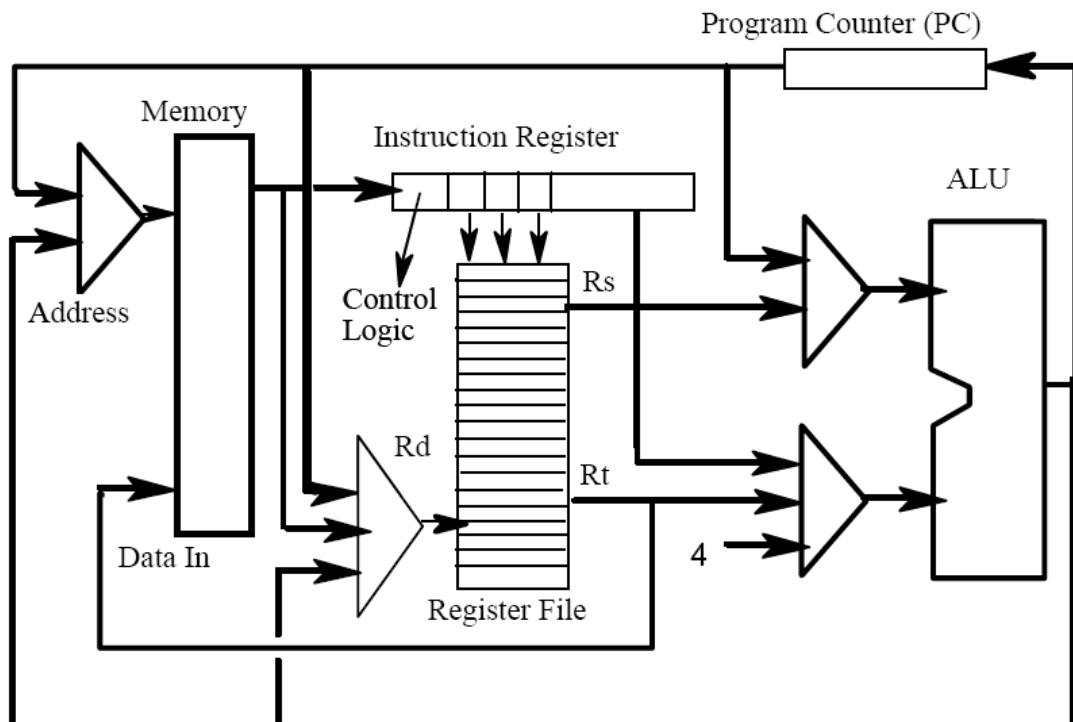 Program Counter (PC)
Memory
Instruction Register
ALU
Address
Control
Logic
Rs
Rd
Rt
Data In
4
Register File